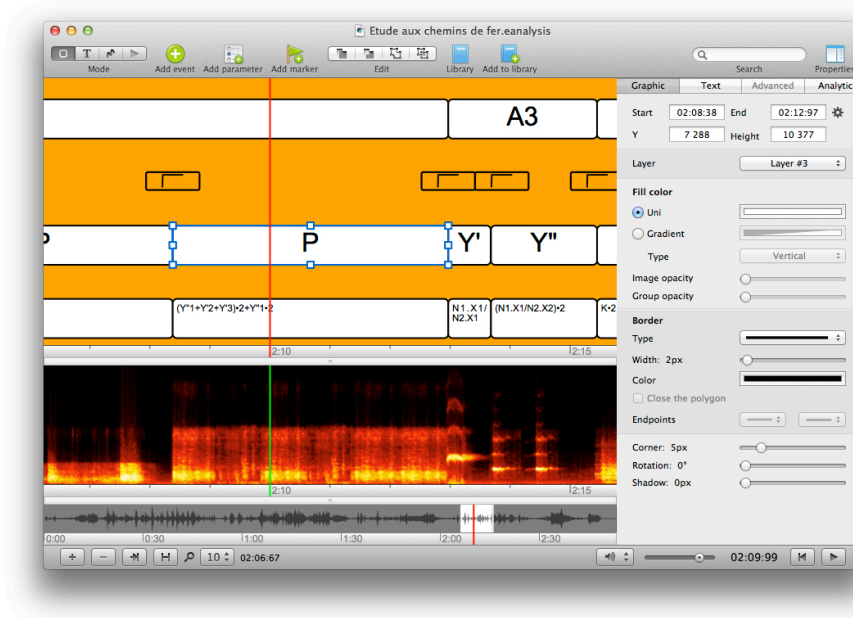 Etude aux chemins de fer.eanalysis
T
Mode Add event Add parameter Add marker Edit Library Add to library Search Properties
Graphic Text Advanced Analytic
Start 02:08:38 End 02:12:97
Y 7 288 Height 10 377
Layer Layer #3
Fill color
Uni
Gradient
Type Vertical
Image opacity
Group opacity
Border
Type
Width: 2px
Color
Close the polygon
Endpoints
Corner: 5px
Rotation: 0°
Shadow: 0px
A3
P Y' Y"
(Y"1+Y'2+Y'3)•2+Y"1•2 N1.X1/ (N1.X1/N2.X2)•2 K•2
N2.X1
2:10 2:15
2:10 2:15
0:00 0:30 1:00 1:30 2:00 2:30
+ − 10 02:06:67 02:09:99